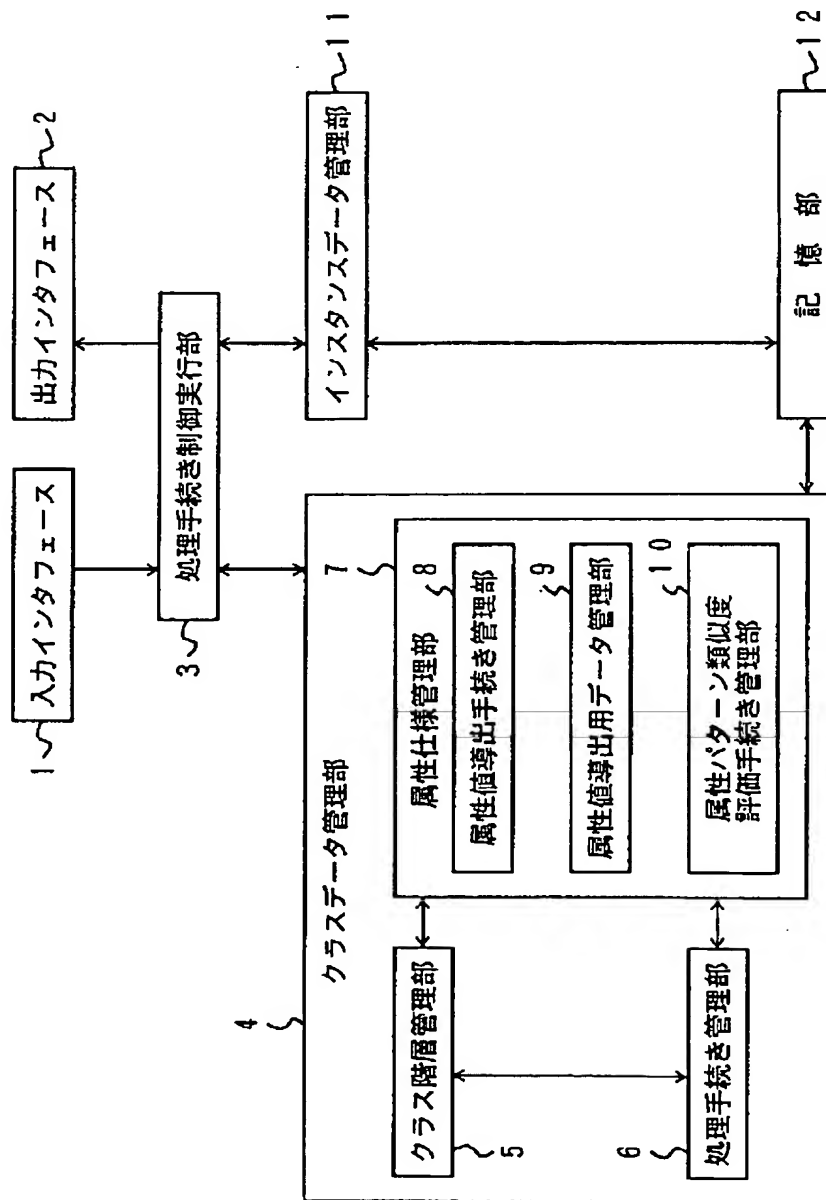 1
入力インタフェース
出力インタフェース
2
3
処理手続き制御実行部
インスタンスデータ管理部
11
4
クラスデータ管理部
クラス階層管理部
5
処理手続き管理部
6
7
属性仕様管理部
8
属性値導出手続き管理部
9
属性値導出用データ管理部
10
属性パターン類似度
評価手続き管理部
記憶部
12